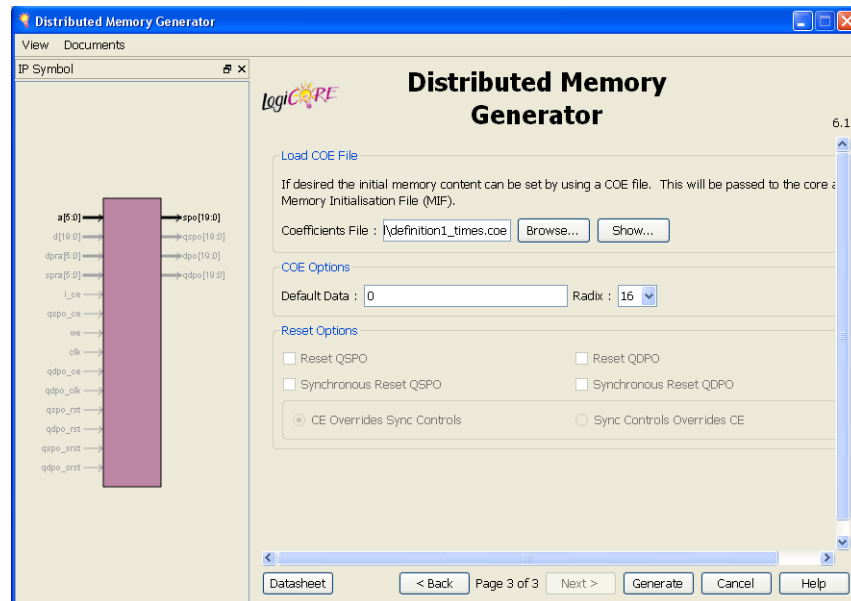 Distributed Memory Generator
View Documents
IP Symbol
a[5:0]
spo[19:0]
d[19:0]
qspo[19:0]
dpra[5:0]
dpo[19:0]
spra[5:0]
qdpo[19:0]
i_ce
qspo_ce
we
clk
qdpo_ce
qdpo_clk
qspo_rst
qdpo_rst
qspo_srst
qdpo_srst
LogiCORE
Distributed Memory
Generator
6.1
Load COE File
If desired the initial memory content can be set by using a COE file. This will be passed to the core a
Memory Initialisation File (MIF).
Coefficients File : \definition1_times.coe Browse... Show...
COE Options
Default Data : 0 Radix : 16
Reset Options
Reset QSPO Reset QDPO
Synchronous Reset QSPO Synchronous Reset QDPO
CE Overrides Sync Controls Sync Controls Overrides CE
Datasheet < Back Page 3 of 3 Next > Generate Cancel Help